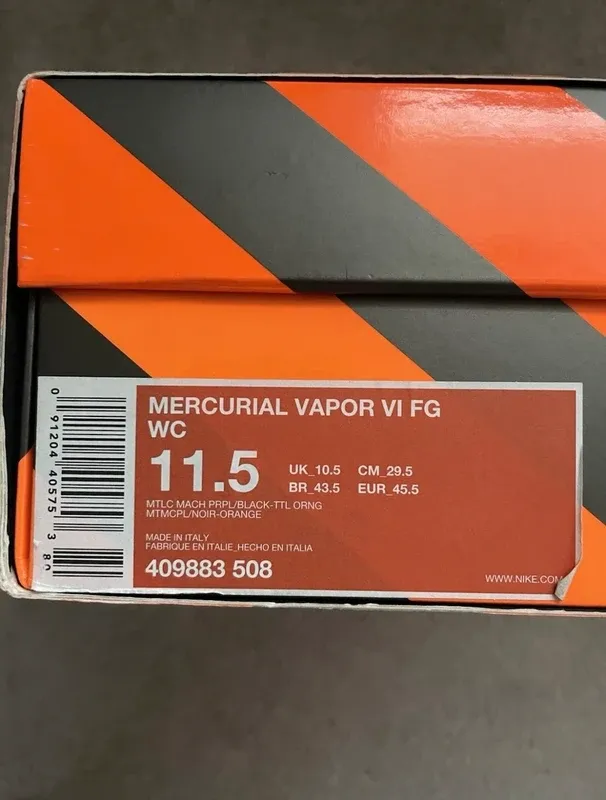 MERCURIAL VAPOR VI FG
WC
11.5
UK_10.5 CM_29.5
BR_43.5 EUR_45.5
MTLC MACH PRPL/BLACK-TTL ORNG
MTMCPL/NOIR-ORANGE
MADE IN ITALY
FABRIQUE EN ITALIE_HECHO EN ITALIA
409883 508
WWW.NIKE.COM
0 91204 40575 3